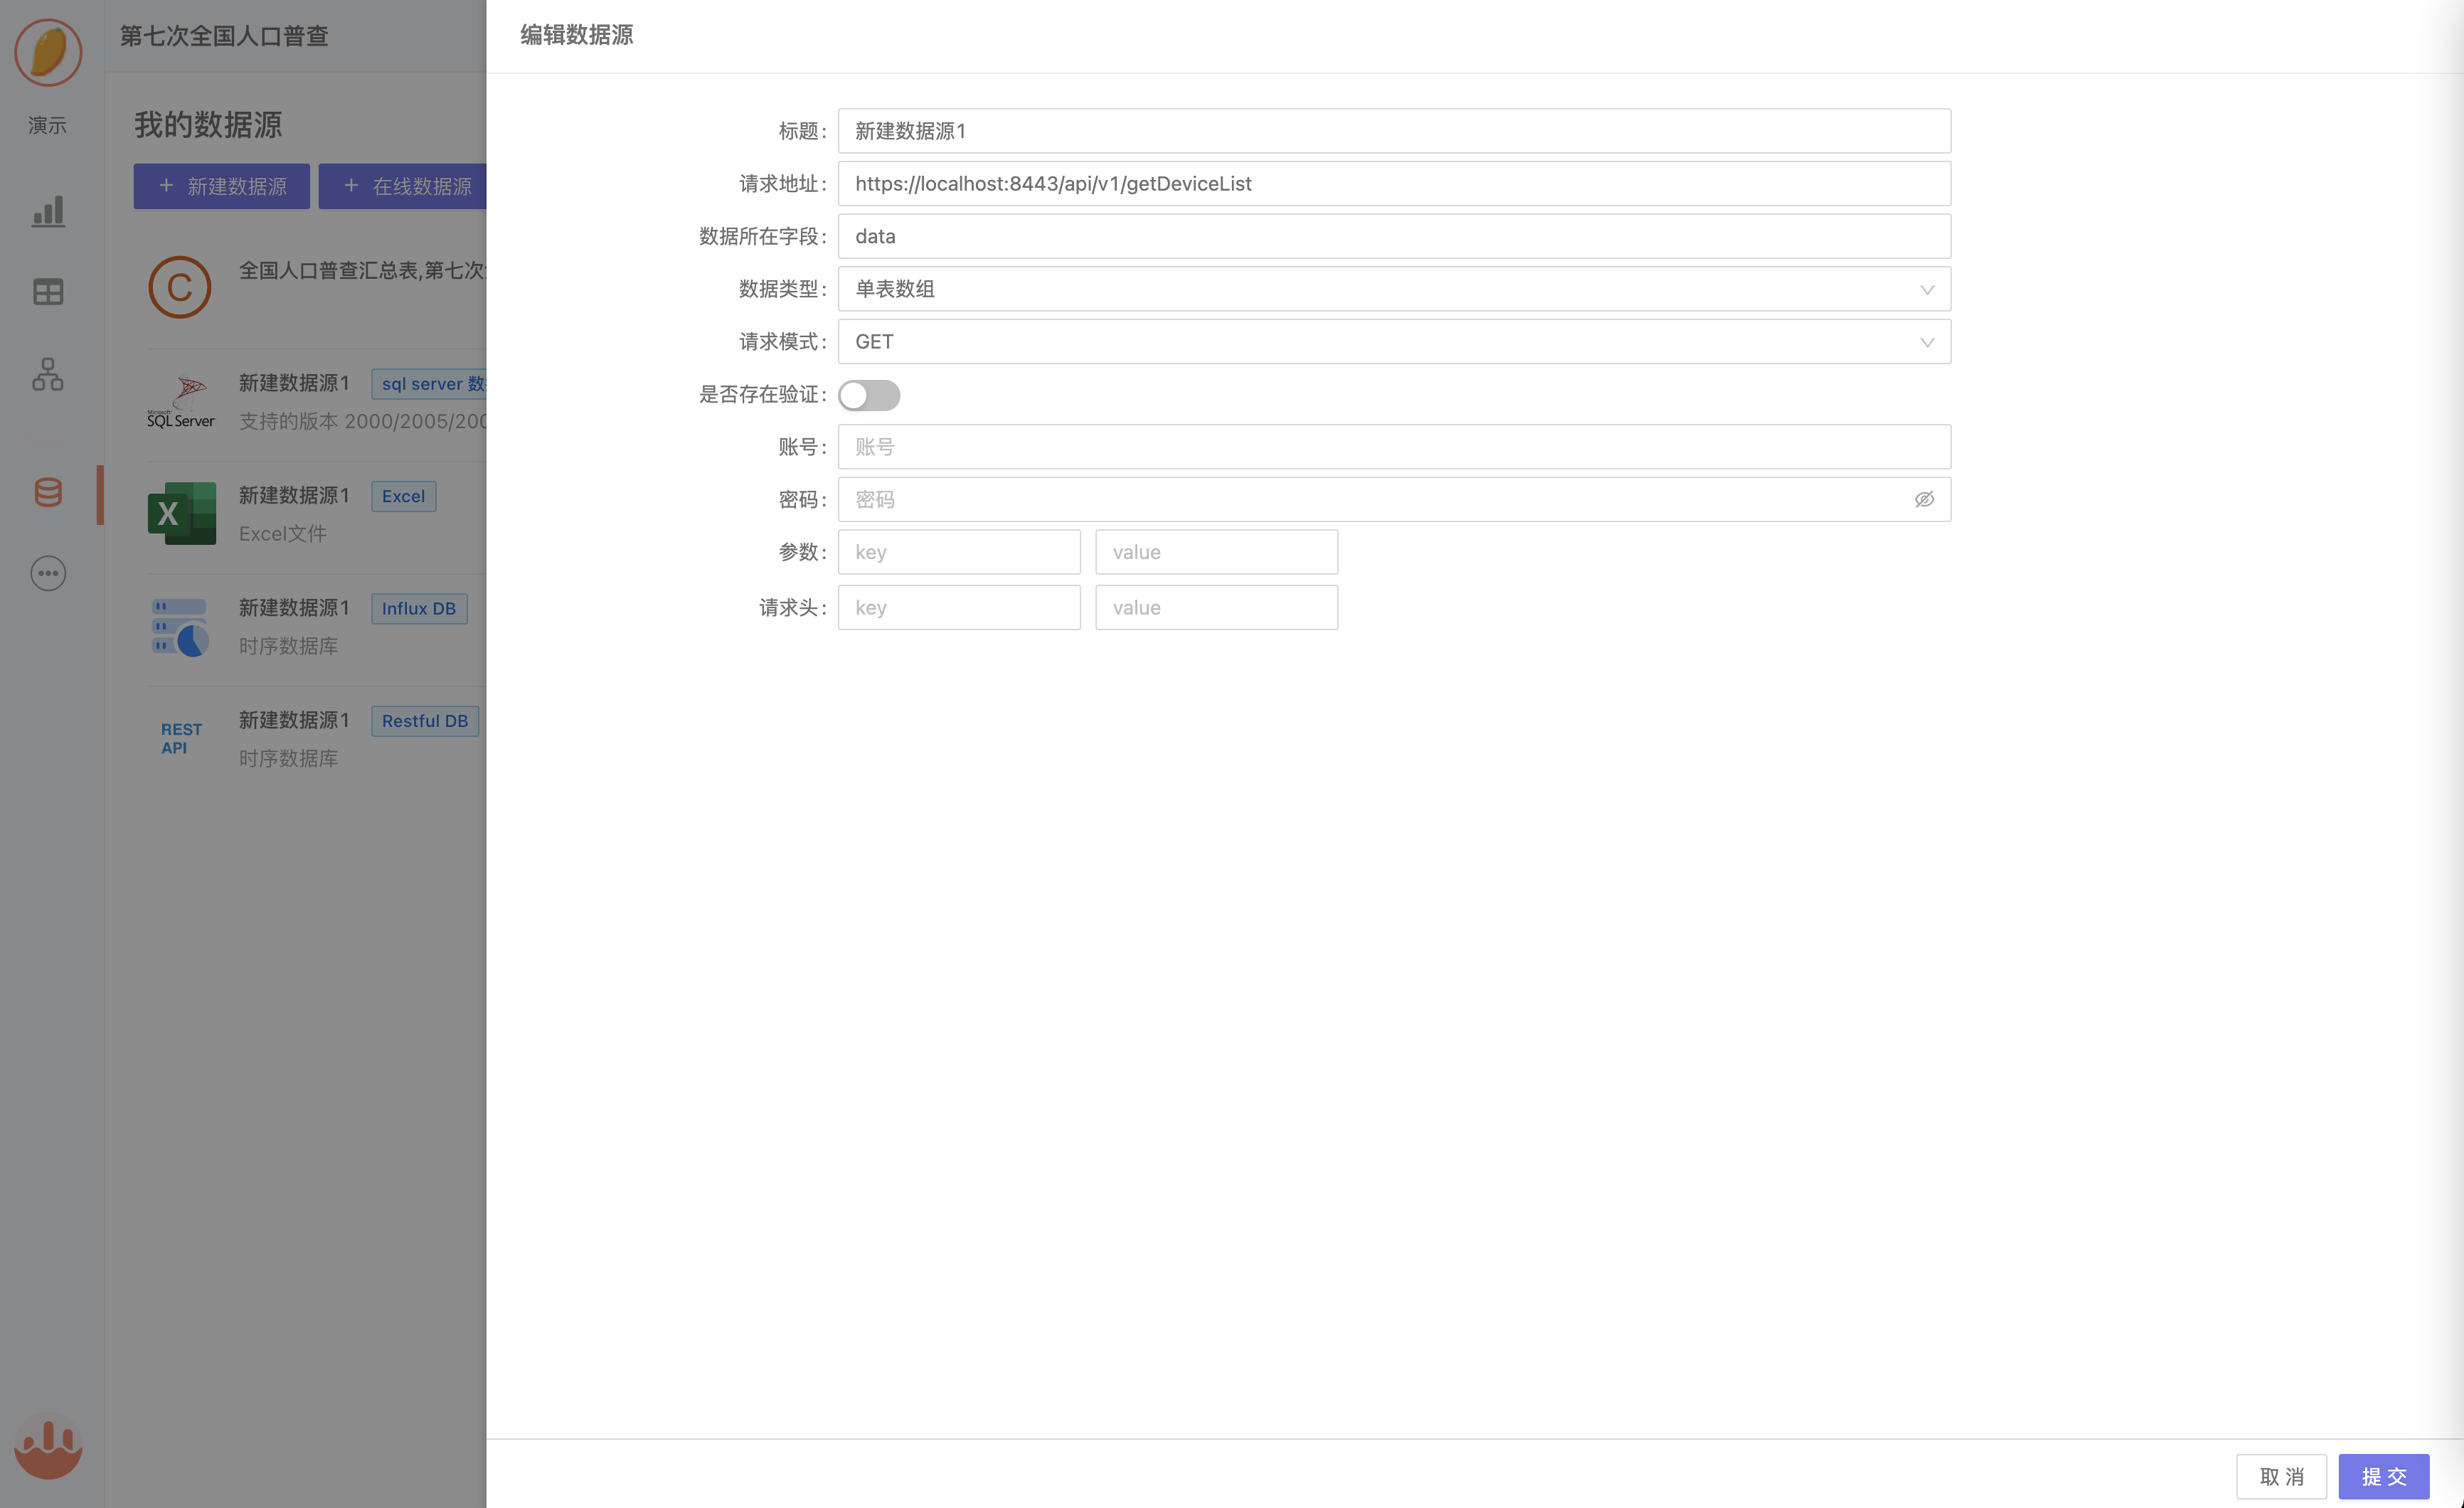 第七次全国人口普查
编辑数据源
演示
我的数据源
+ 新建数据源
+ 在线数据源
C
全国人口普查汇总表,第七次
Microsoft
SQL Server
新建数据源1
sql server 数
支持的版本 2000/2005/200
X
新建数据源1
Excel
Excel文件
新建数据源1
Influx DB
时序数据库
REST
API
新建数据源1
Restful DB
时序数据库
标题: 新建数据源1
请求地址: https://localhost:8443/api/v1/getDeviceList
数据所在字段: data
数据类型: 单表数组
请求模式: GET
是否存在验证:
账号: 账号
密码: 密码
参数: key value
请求头: key value
取 消
提 交